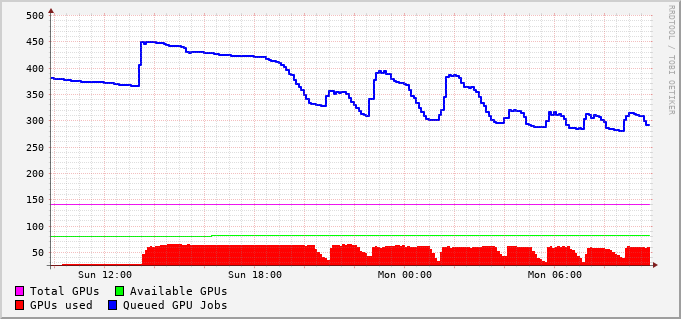 500
450
400
350
300
250
200
150
100
50
Sun 12:00 Sun 18:00 Mon 00:00 Mon 06:00
Total GPUs Available GPUs
GPUs used Queued GPU Jobs
RRDTOOL / TOBI OETIKER